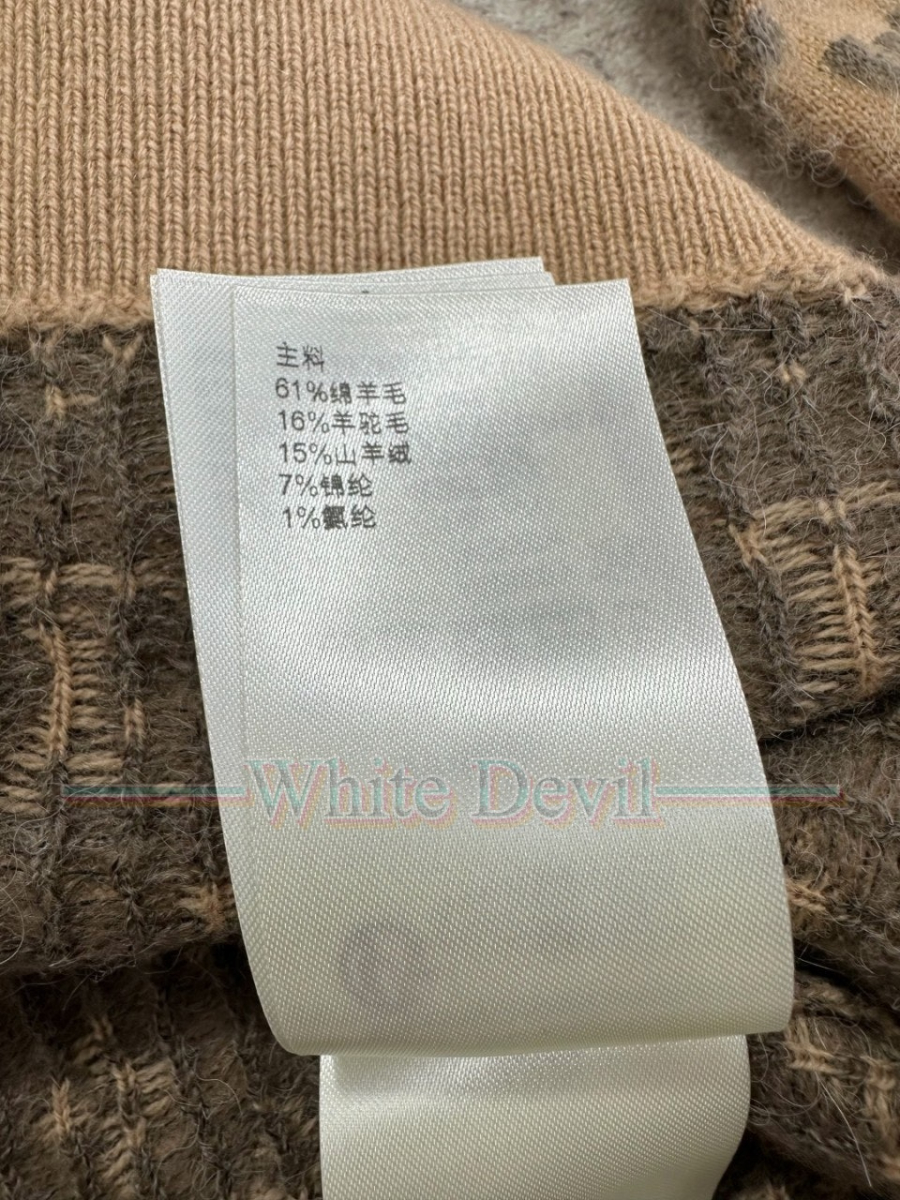 主料
61%绵羊毛
16%羊驼毛
15%山羊绒
7%锦纶
1%氨纶
White Devil